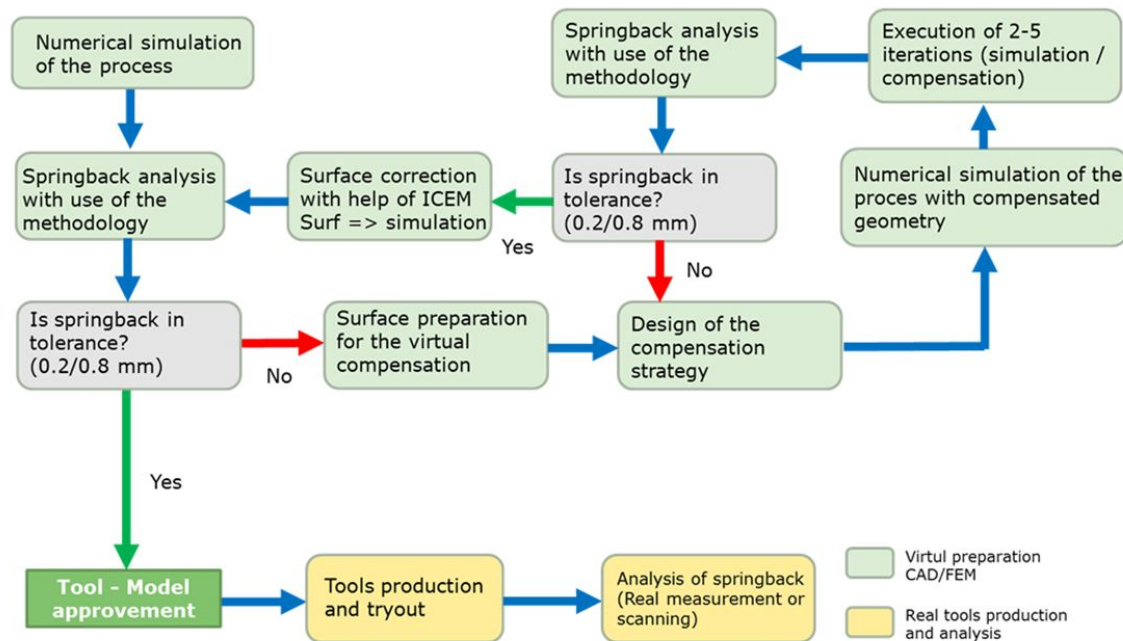 Numerical simulation
of the process
Springback analysis
with use of the
methodology
Execution of 2-5
iterations (simulation /
compensation)
Springback analysis
with use of the
methodology
Surface correction
with help of ICEM
Surf => simulation
Is springback in
tolerance?
(0.2/0.8 mm)
Numerical simulation of the
proces with compensated
geometry
Yes
No
Is springback in
tolerance?
(0.2/0.8 mm)
No
Surface preparation
for the virtual
compensation
Design of the
compensation
strategy
Yes
Tool - Model
approvement
Tools production
and tryout
Analysis of springback
(Real measurement or
scanning)
Virtul preparation
CAD/FEM
Real tools production
and analysis